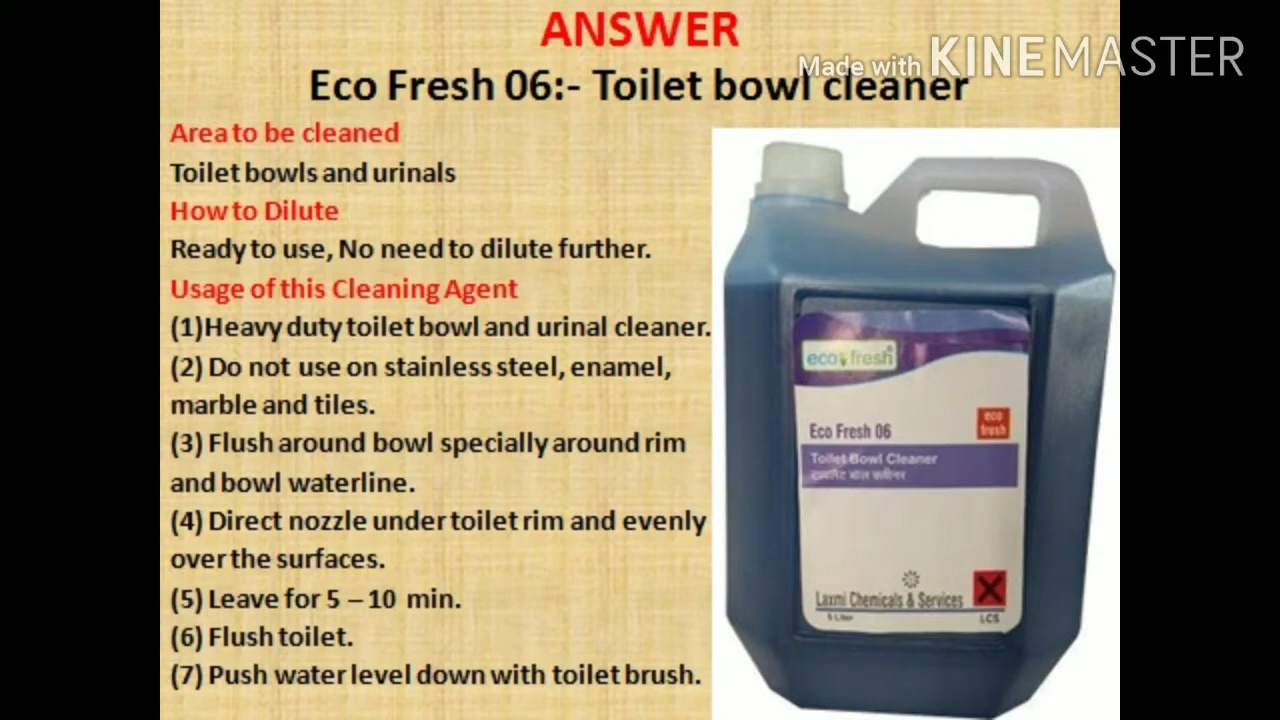 ANSWER
Made with KINEMASTER
Eco Fresh 06:- Toilet bowl cleaner
Area to be cleaned
Toilet bowls and urinals
How to Dilute
Ready to use, No need to dilute further.
Usage of this Cleaning Agent
(1)Heavy duty toilet bowl and urinal cleaner.
(2) Do not use on stainless steel, enamel,
marble and tiles.
(3) Flush around bowl specially around rim
and bowl waterline.
(4) Direct nozzle under toilet rim and evenly
over the surfaces.
(5) Leave for 5 – 10 min.
(6) Flush toilet.
(7) Push water level down with toilet brush.
eco fresh®
eco
fresh
Eco Fresh 06
Toilet Bowl Cleaner
बॉल क्लीनर
Laxmi Chemicals & Services
5 Liter
LCS